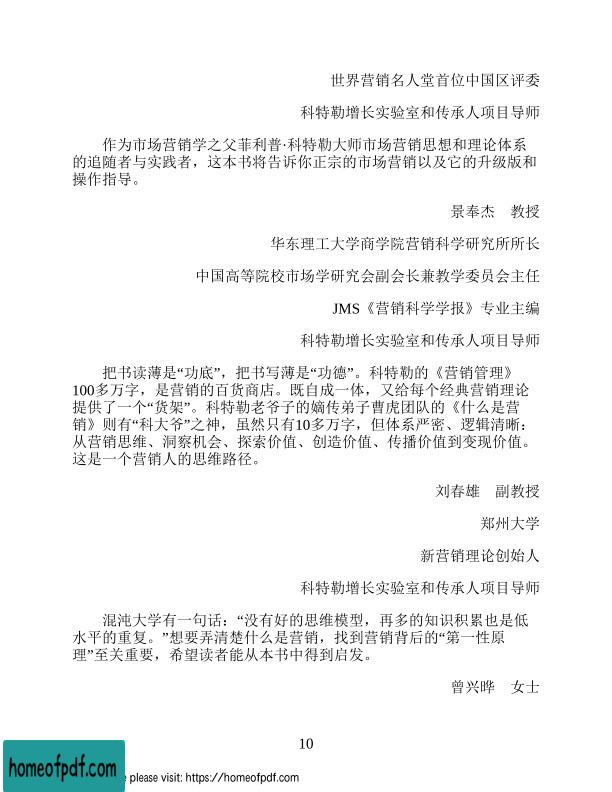 世界营销名人堂首位中国区评委
科特勒增长实验室和传承人项目导师
作为市场营销学之父菲利普·科特勒大师市场营销思想和理论体系
的追随者与实践者，这本书将告诉你正宗的市场营销以及它的升级版和
操作指导。
景奉杰　教授
华东理工大学商学院营销科学研究所所长
中国高等院校市场学研究会副会长兼教学委员会主任
JMS《营销科学学报》专业主编
科特勒增长实验室和传承人项目导师
把书读薄是“功底”，把书写薄是“功德”。科特勒的《营销管理》
100多万字，是营销的百货商店。既自成一体，又给每个经典营销理论
提供了一个“货架”。科特勒老爷子的嫡传弟子曹虎团队的《什么是营
销》则有“科大爷”之神，虽然只有10多万字，但体系严密、逻辑清晰：
从营销思维、洞察机会、探索价值、创造价值、传播价值到变现价值。
这是一个营销人的思维路径。
刘春雄　副教授
郑州大学
新营销理论创始人
科特勒增长实验室和传承人项目导师
混沌大学有一句话：“没有好的思维模型，再多的知识积累也是低
水平的重复。”想要弄清楚什么是营销，找到营销背后的“第一性原
理”至关重要，希望读者能从本书中得到启发。
曾兴晔　女士
10
homeofpdf.com
e please visit: https://homeofpdf.com